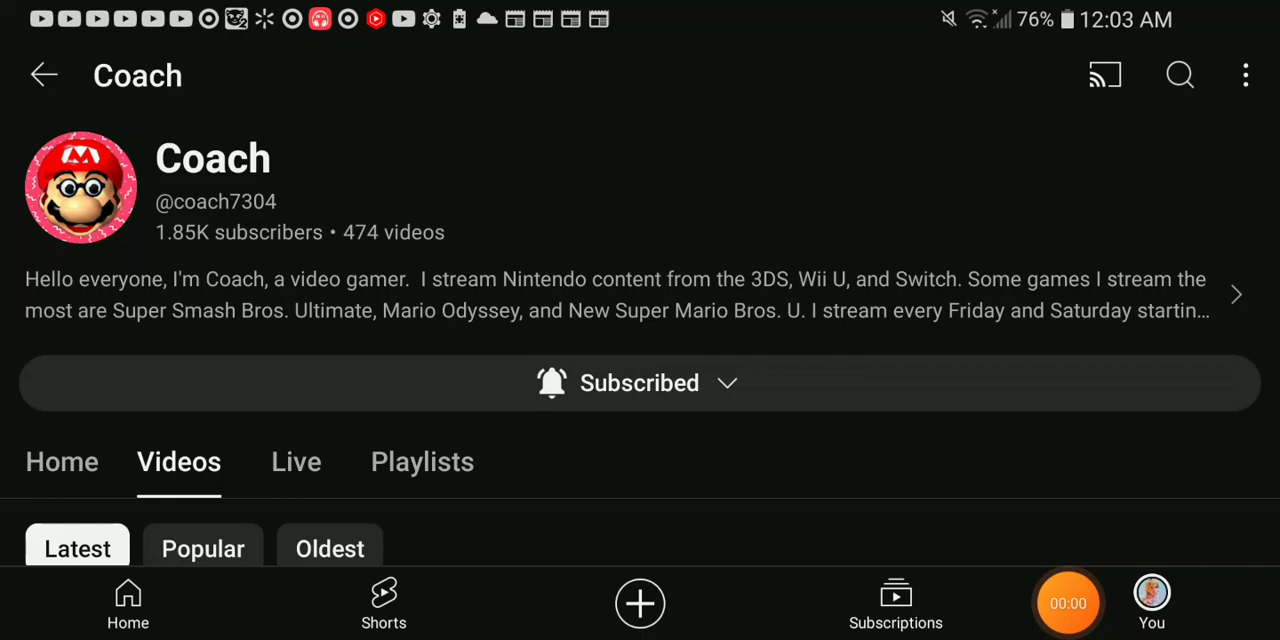 76% 12:03 AM
Coach
Coach
@coach7304
1.85K subscribers • 474 videos
Hello everyone, I'm Coach, a video gamer.  I stream Nintendo content from the 3DS, Wii U, and Switch. Some games I stream the
most are Super Smash Bros. Ultimate, Mario Odyssey, and New Super Mario Bros. U. I stream every Friday and Saturday startin...
Subscribed
Home Videos Live Playlists
Latest Popular Oldest
00:00
Home Shorts Subscriptions You